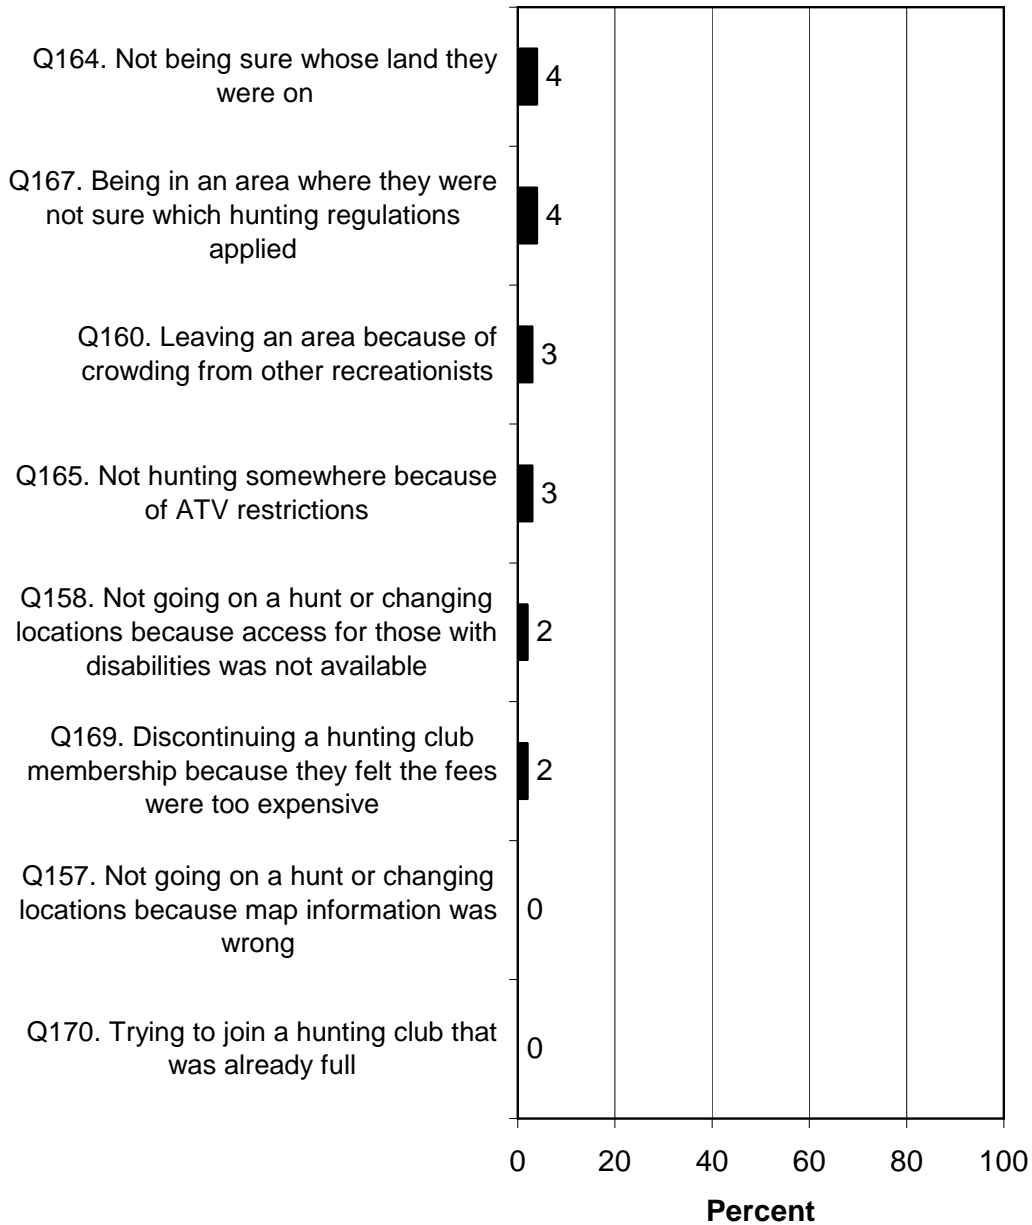 Q164. Not being sure whose land they
were on
4
Q167. Being in an area where they were
not sure which hunting regulations
applied
4
Q160. Leaving an area because of
crowding from other recreationists
3
Q165. Not hunting somewhere because
of ATV restrictions
3
Q158. Not going on a hunt or changing
locations because access for those with
disabilities was not available
2
Q169. Discontinuing a hunting club
membership because they felt the fees
were too expensive
2
Q157. Not going on a hunt or changing
locations because map information was
wrong
0
Q170. Trying to join a hunting club that
was already full
0
0 20 40 60 80 100
Percent